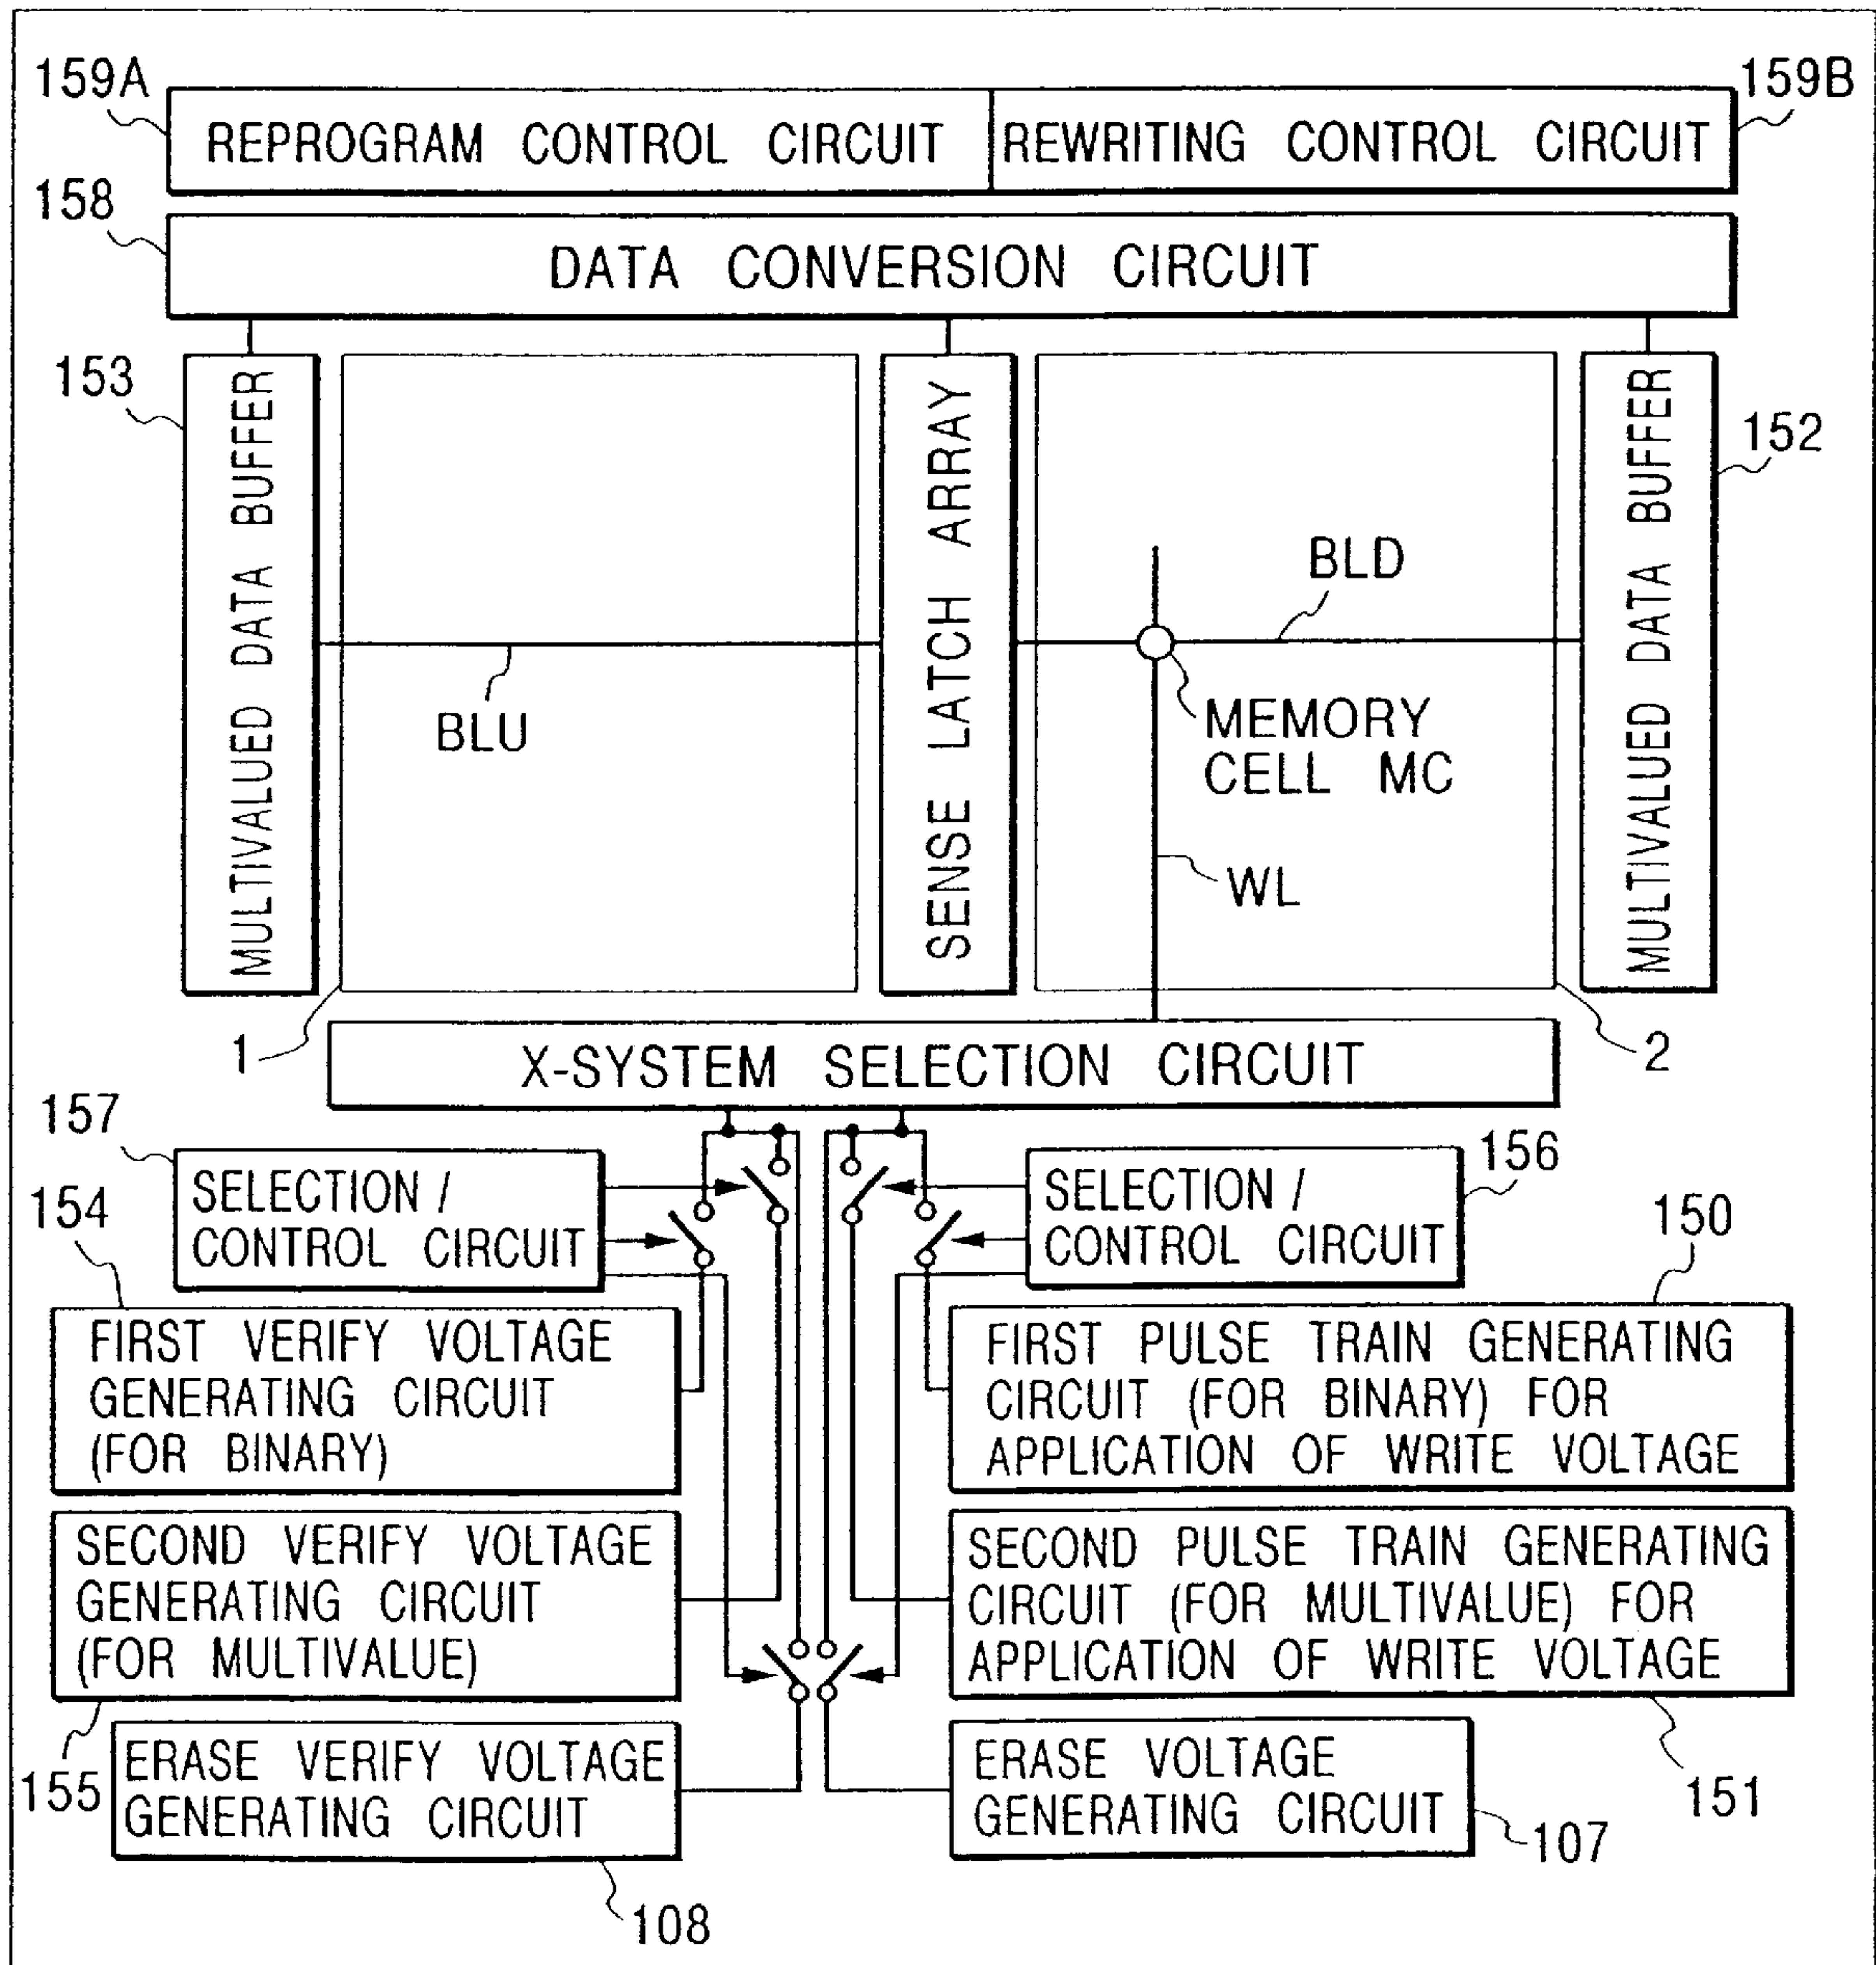 159A
159B
REPROGRAM CONTROL CIRCUIT
REWRITING CONTROL CIRCUIT
158
DATA CONVERSION CIRCUIT
153
MULTIVALUED DATA BUFFER
SENSE LATCH ARRAY
MULTIVALUED DATA BUFFER
152
BLU
BLD
MEMORY
CELL MC
WL
1
2
X-SYSTEM SELECTION CIRCUIT
157
SELECTION /
CONTROL CIRCUIT
156
SELECTION /
CONTROL CIRCUIT
154
FIRST VERIFY VOLTAGE
GENERATING CIRCUIT
(FOR BINARY)
150
FIRST PULSE TRAIN GENERATING
CIRCUIT (FOR BINARY) FOR
APPLICATION OF WRITE VOLTAGE
SECOND VERIFY VOLTAGE
GENERATING CIRCUIT
(FOR MULTIVALUE)
155
SECOND PULSE TRAIN GENERATING
CIRCUIT (FOR MULTIVALUE) FOR
APPLICATION OF WRITE VOLTAGE
151
ERASE VERIFY VOLTAGE
GENERATING CIRCUIT
108
ERASE VOLTAGE
GENERATING CIRCUIT
107